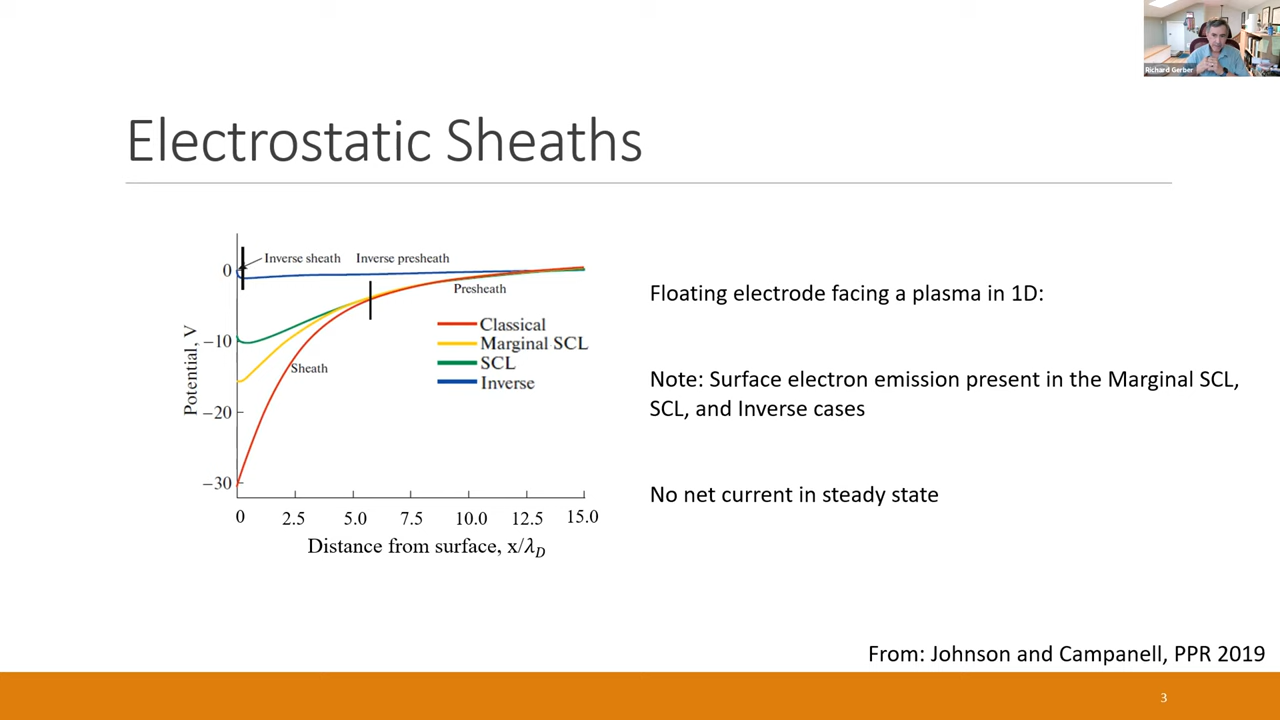 Richard Gerber
Electrostatic Sheaths
Inverse sheath
Inverse presheath
Presheath
Sheath
Classical
Marginal SCL
SCL
Inverse
Potential, V
0
−10
−20
−30
0 2.5 5.0 7.5 10.0 12.5 15.0
Distance from surface, x/λ_D
Floating electrode facing a plasma in 1D:
Note: Surface electron emission present in the Marginal SCL,
SCL, and Inverse cases
No net current in steady state
From: Johnson and Campanell, PPR 2019
3